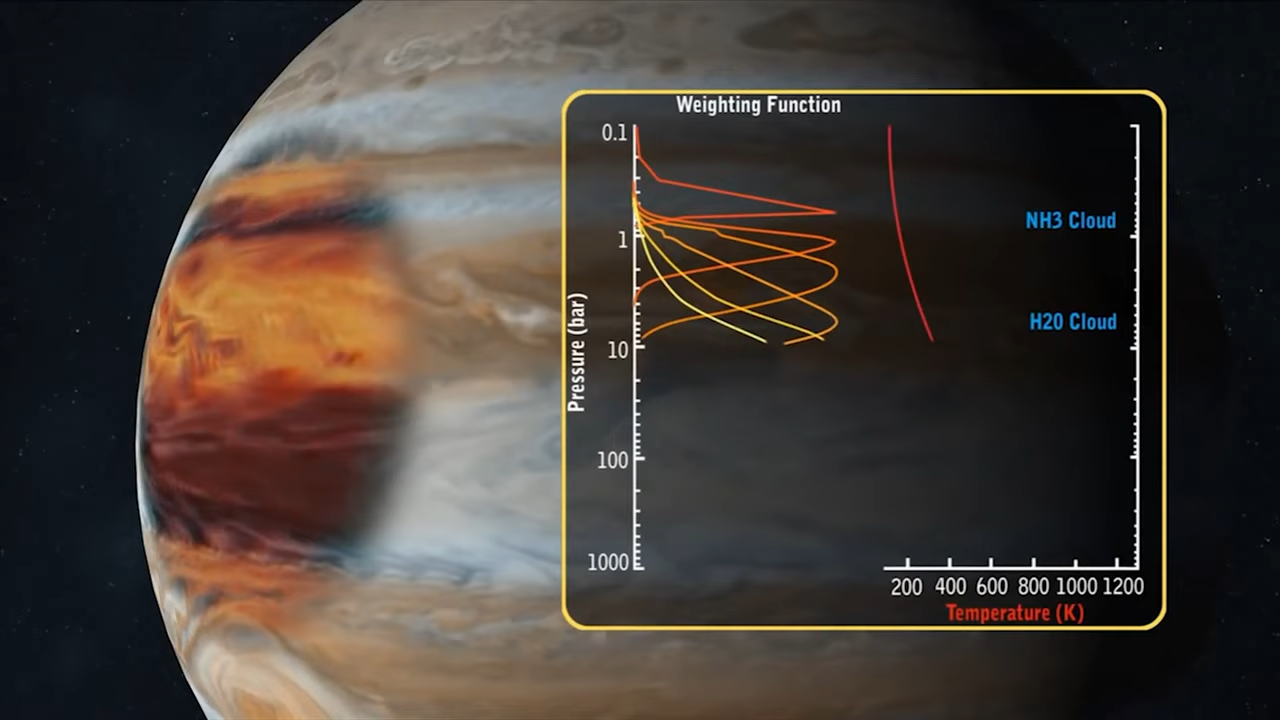 Weighting Function
0.1
NH3 Cloud
1
H20 Cloud
Pressure (bar)
10
100
1000
200 400 600 800 1000 1200
Temperature (K)